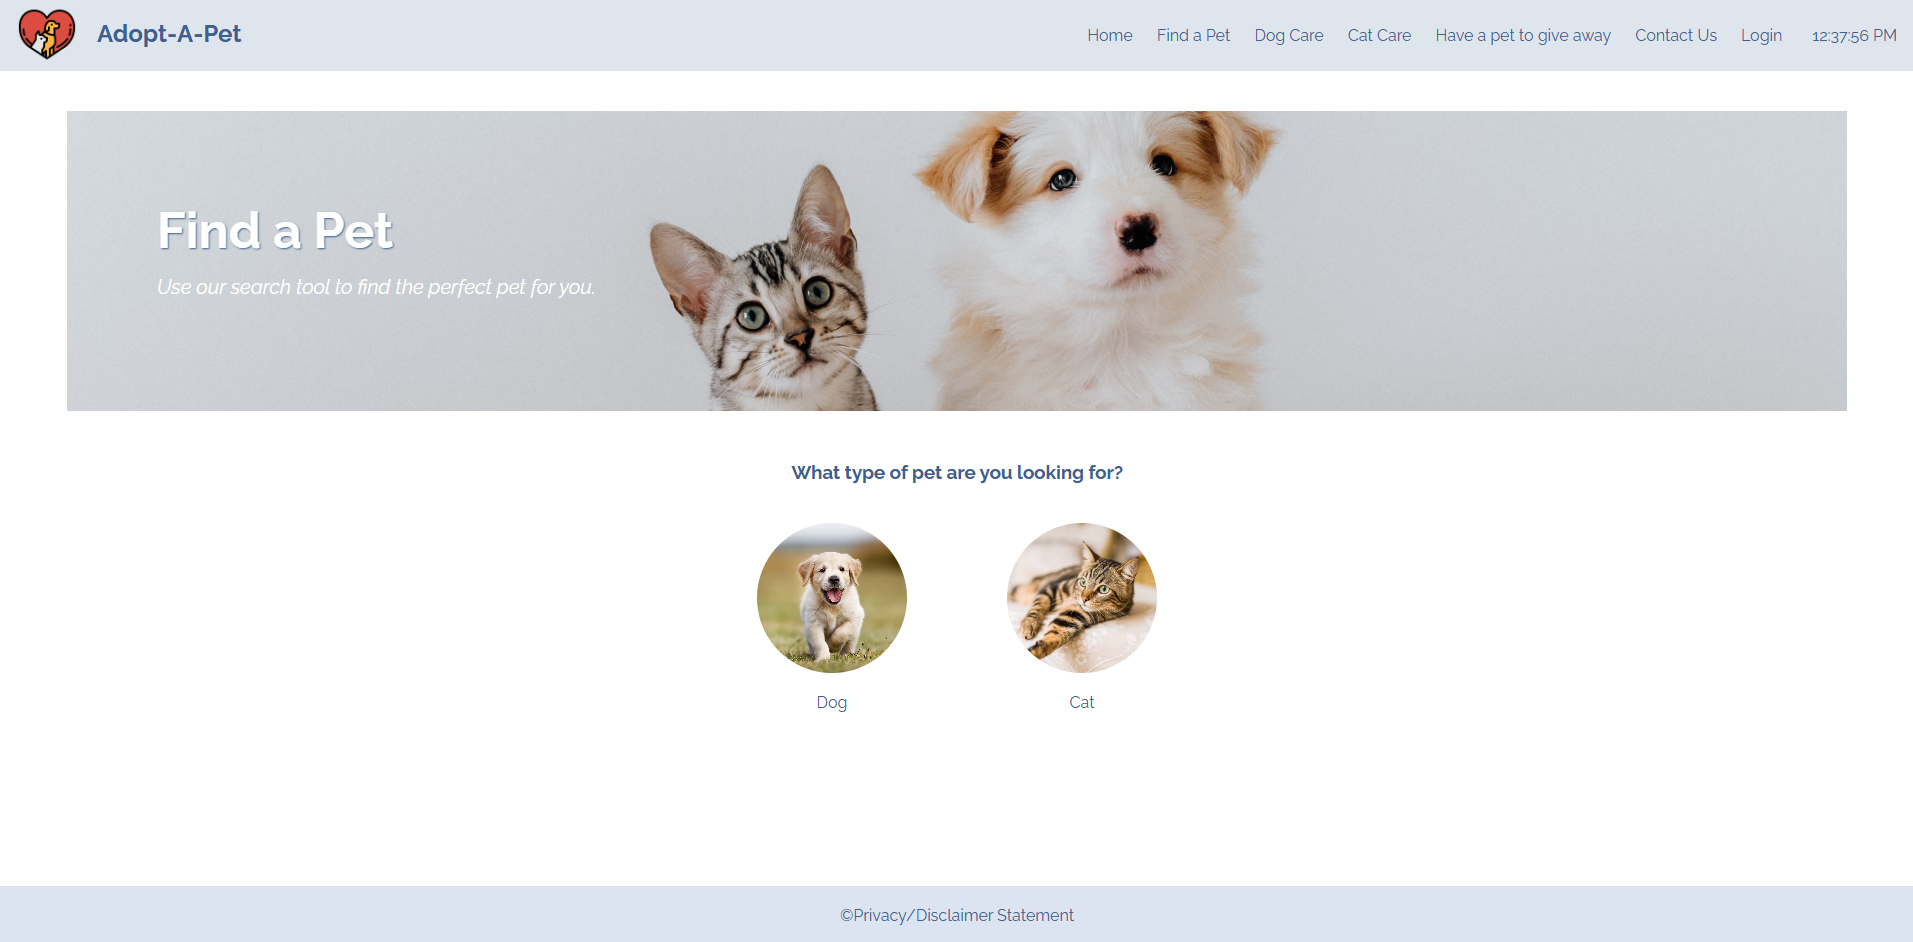 Adopt-A-Pet
Home Find a Pet Dog Care Cat Care Have a pet to give away Contact Us Login 12:37:56 PM
Find a Pet
Use our search tool to find the perfect pet for you.
What type of pet are you looking for?
Dog
Cat
©Privacy/Disclaimer Statement